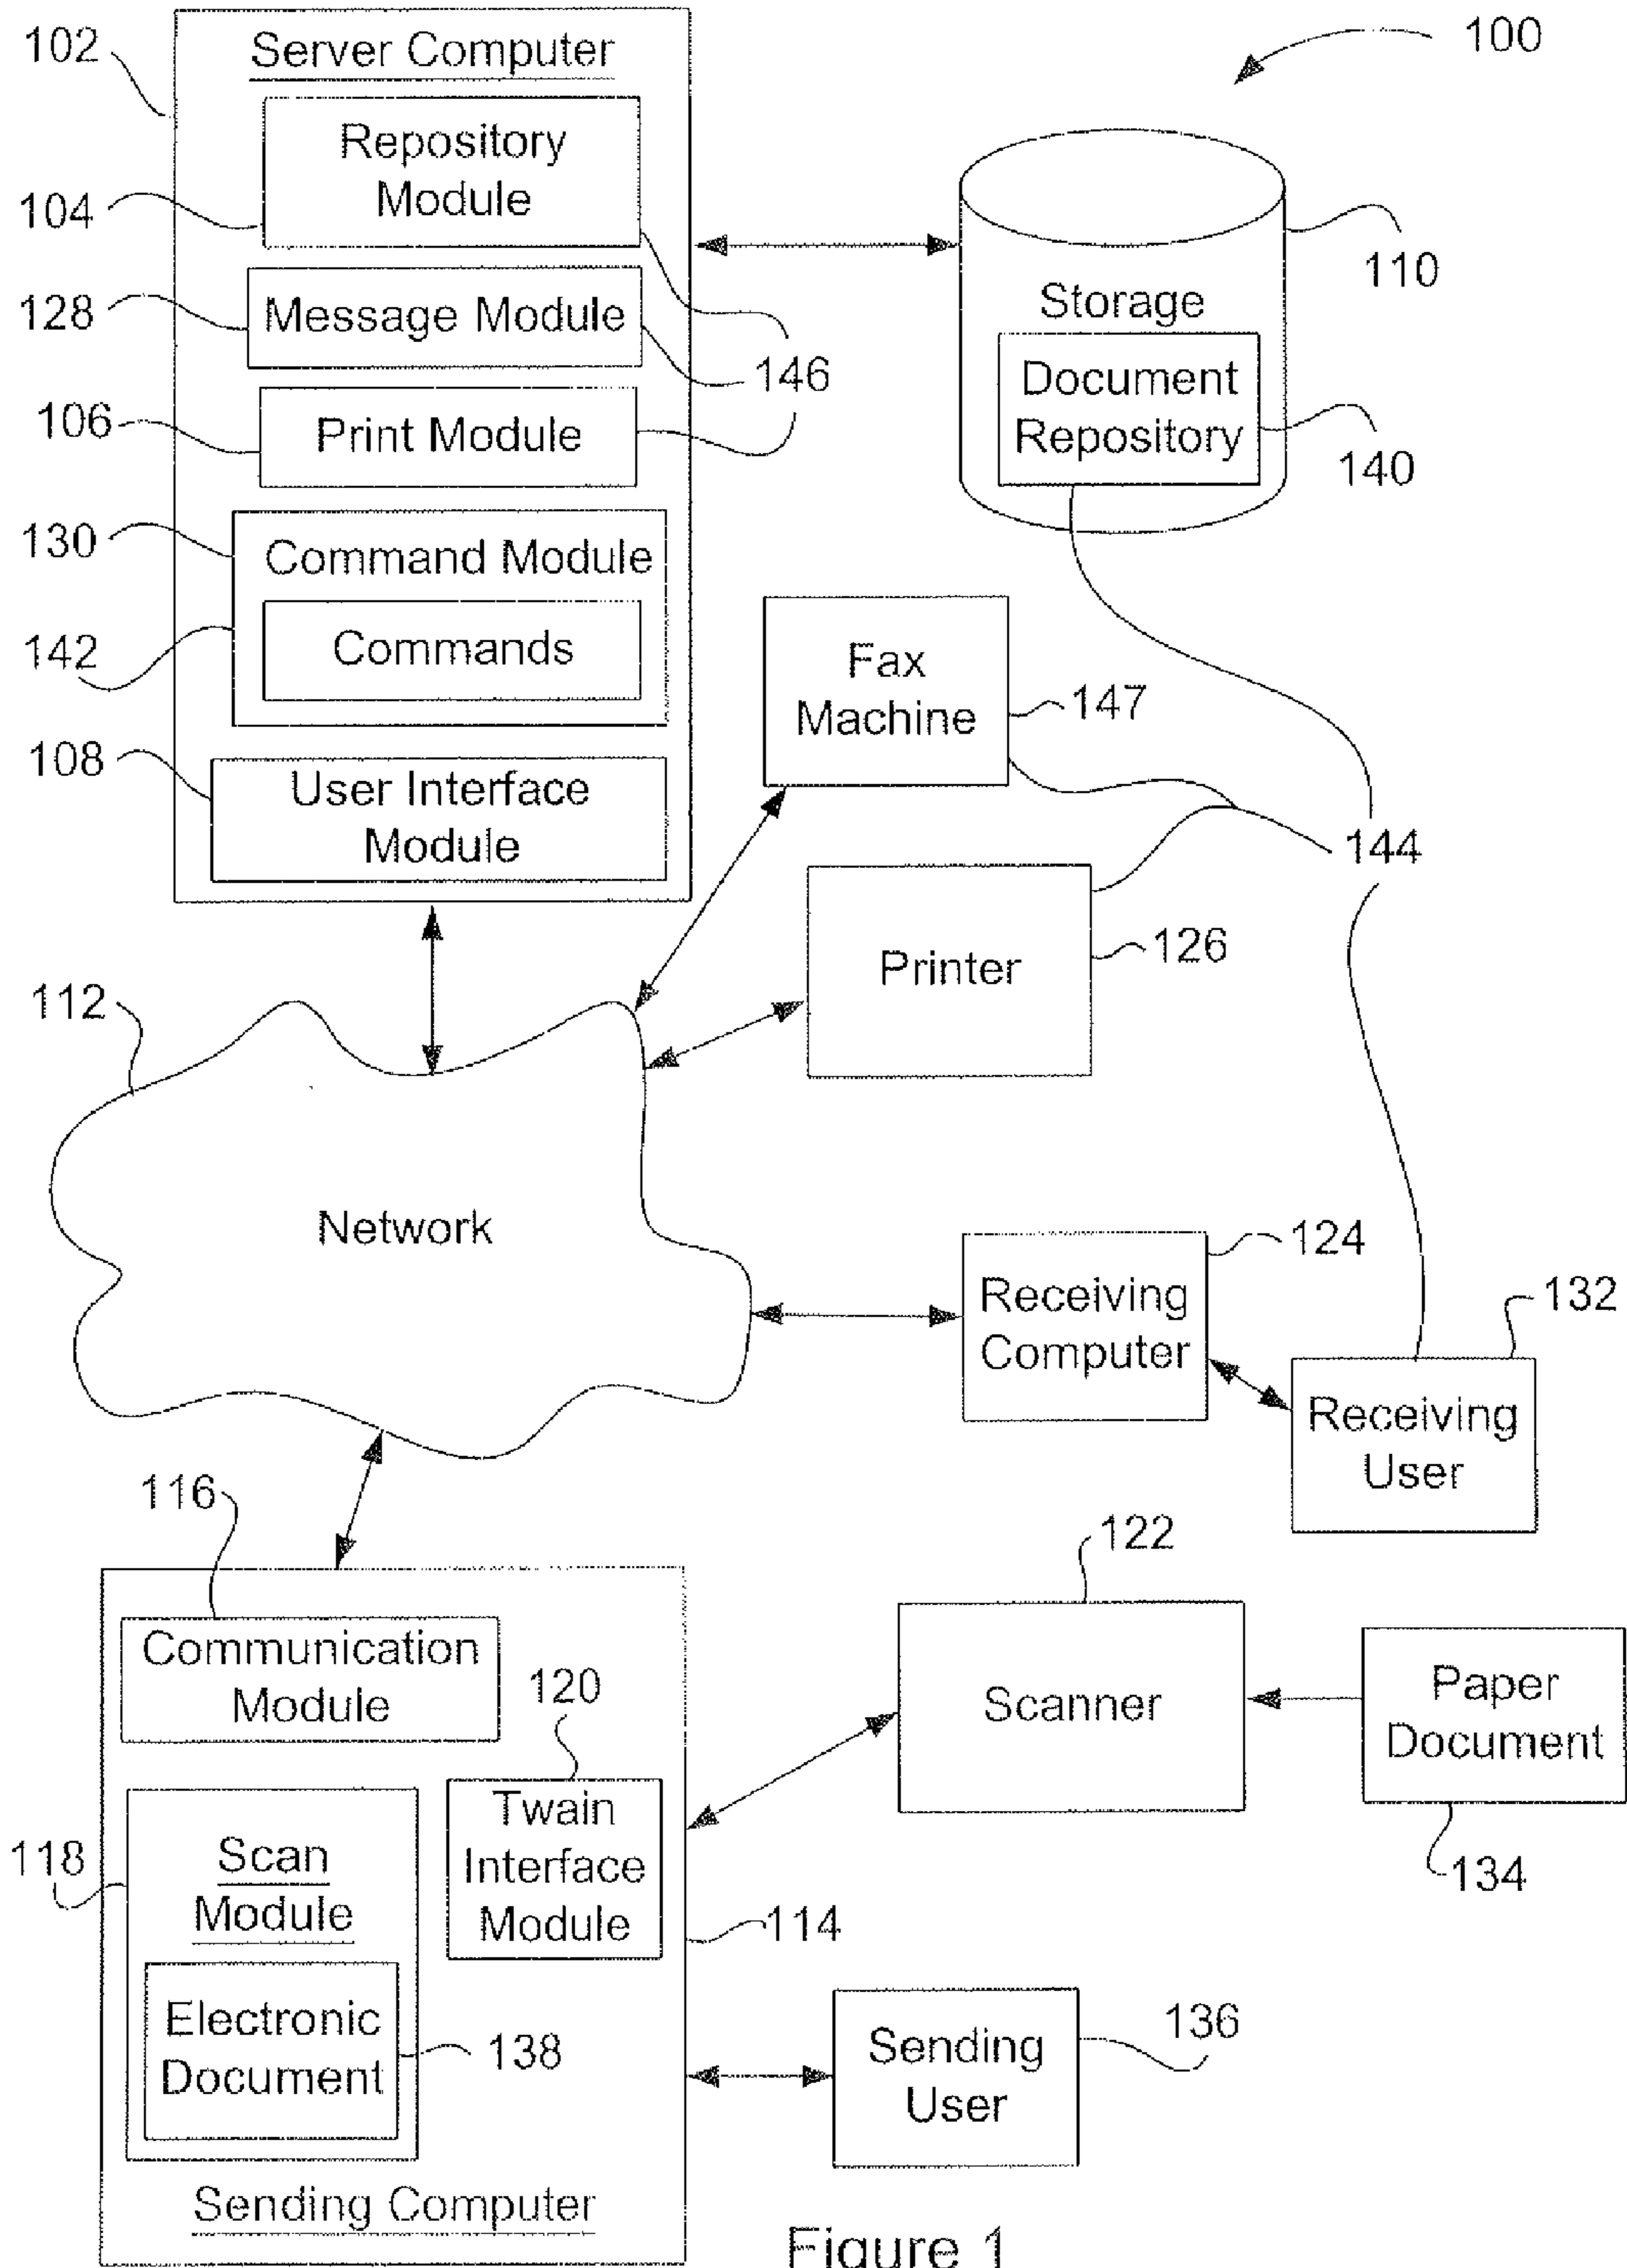 102
Server Computer
100
Repository
Module
104
110
128
Message Module
Storage
146
Document
Repository
140
106
Print Module
130
Command Module
142
Commands
Fax
Machine
147
108
User Interface
Module
144
Printer
126
112
Network
124
Receiving
Computer
132
Receiving
User
116
Communication
Module
122
120
Scanner
Paper
Document
134
Twain
Interface
Module
118
Scan
Module
114
Electronic
Document
138
Sending
User
136
Sending Computer
Figure 1